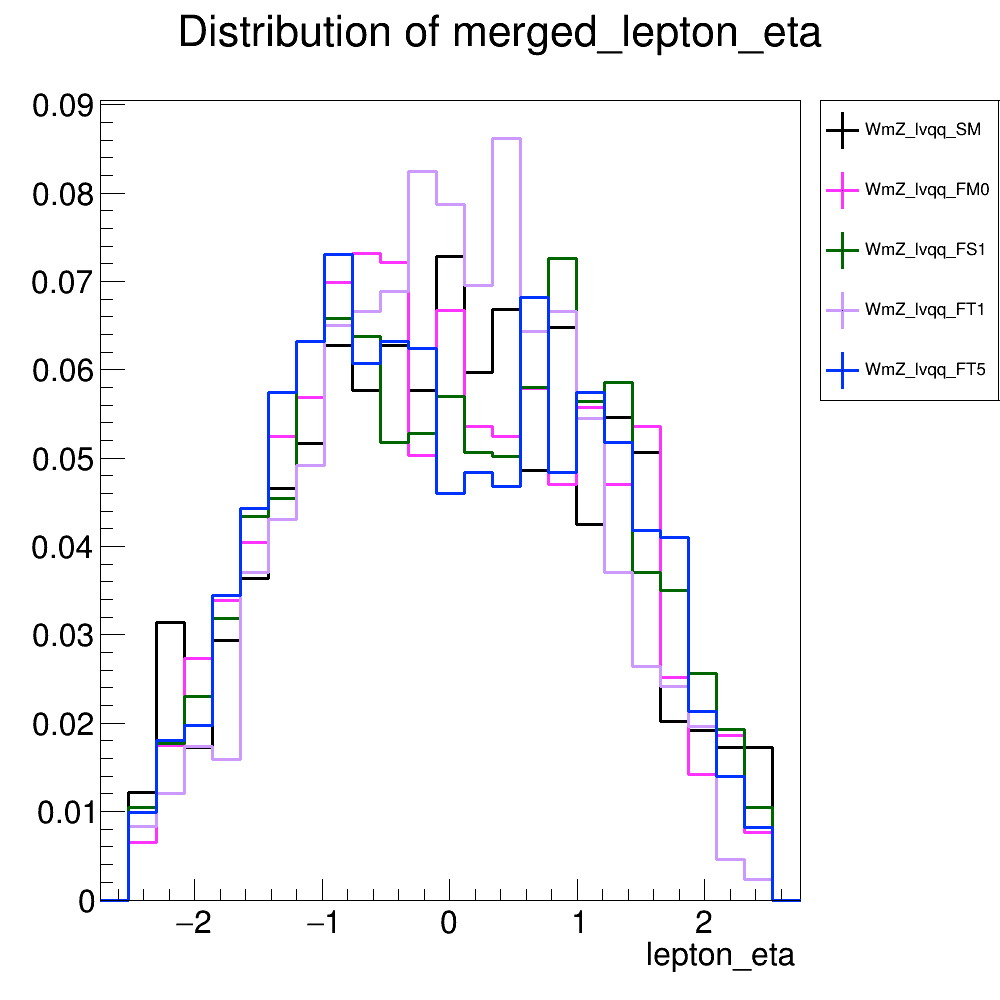 Distribution of merged_lepton_eta
0.09
0.08
0.07
0.06
0.05
0.04
0.03
0.02
0.01
0
−2
−1
0
1
2
lepton_eta
WmZ_lvqq_SM
WmZ_lvqq_FM0
WmZ_lvqq_FS1
WmZ_lvqq_FT1
WmZ_lvqq_FT5